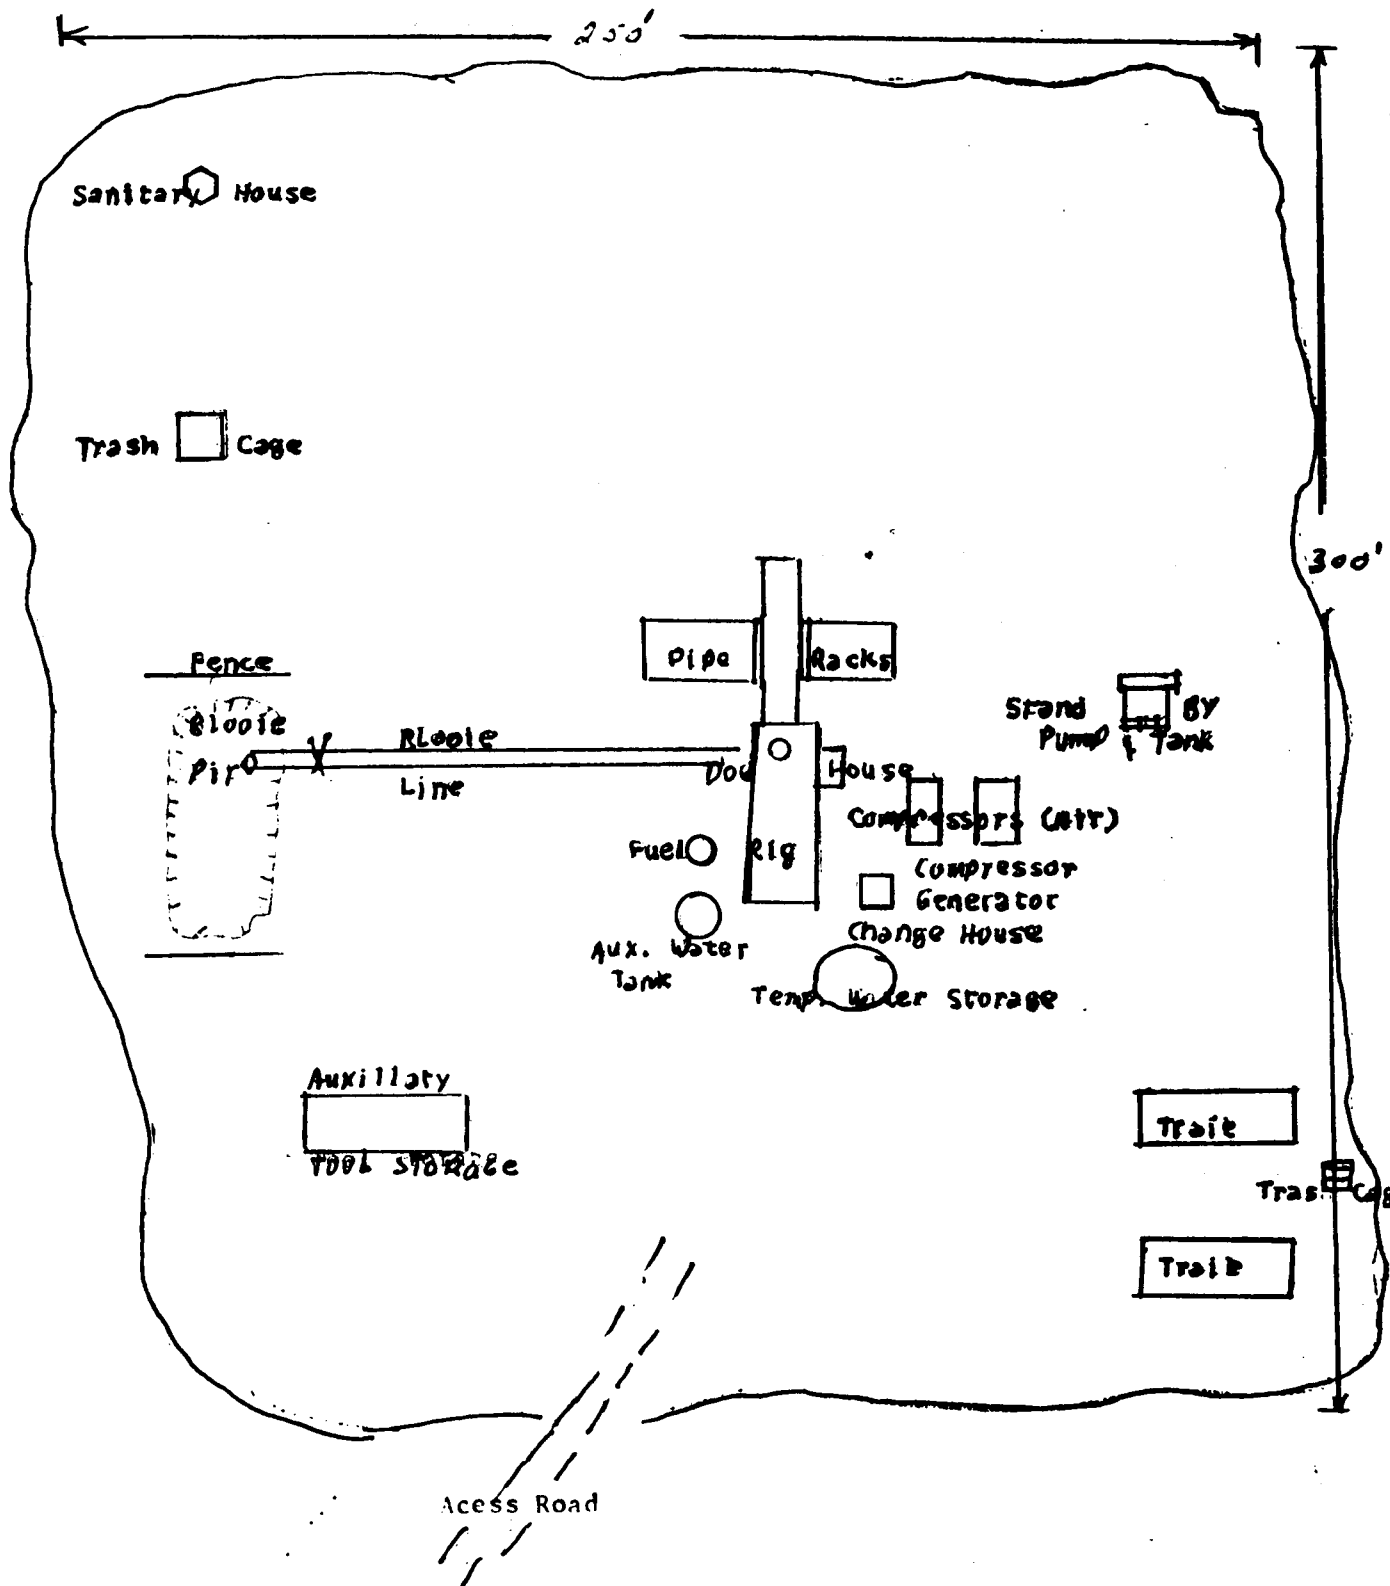 250'
Sanitary House
Trash Cage
300'
Pipe Racks
Fence
Blooie
Pit
Blooie
Line
Stand By
Pump & Tank
Dog House
Compressors (Air)
Fuel
Rig
Compressor
Generator
Change House
Aux. Water
Tank
Temp. Water Storage
Auxillary
Tool Storage
Trail
Tras Cag
Trail
Acess Road